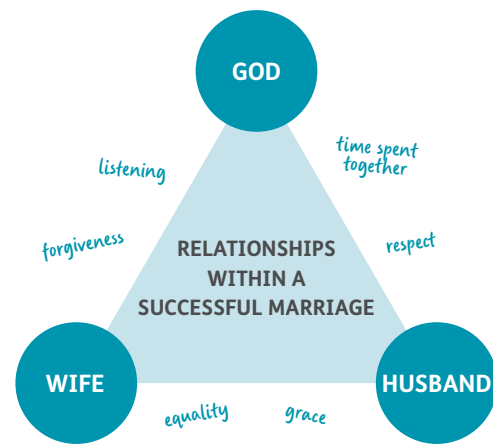 GOD
time spent
together
listening
forgiveness
respect
RELATIONSHIPS
WITHIN A
SUCCESSFUL MARRIAGE
WIFE
HUSBAND
equality
grace